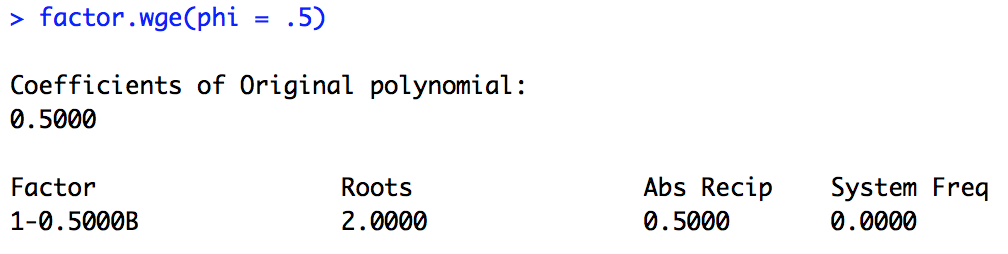 > factor.wge(phi = .5)
Coefficients of Original polynomial:
0.5000
Factor Roots Abs Recip System Freq
1-0.5000B 2.0000 0.5000 0.0000